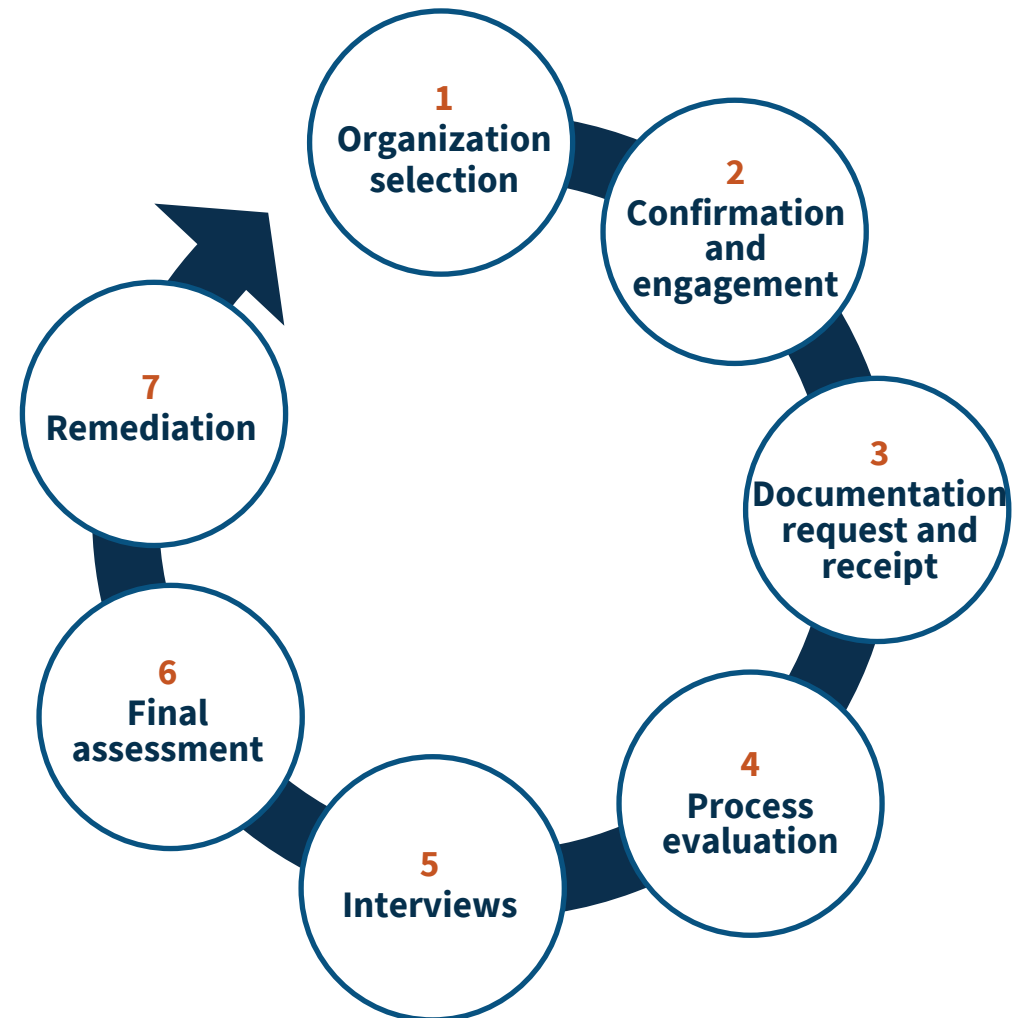 1
Organization
selection
2
Confirmation
and
engagement
3
Documentation
request and
receipt
4
Process
evaluation
5
Interviews
6
Final
assessment
7
Remediation